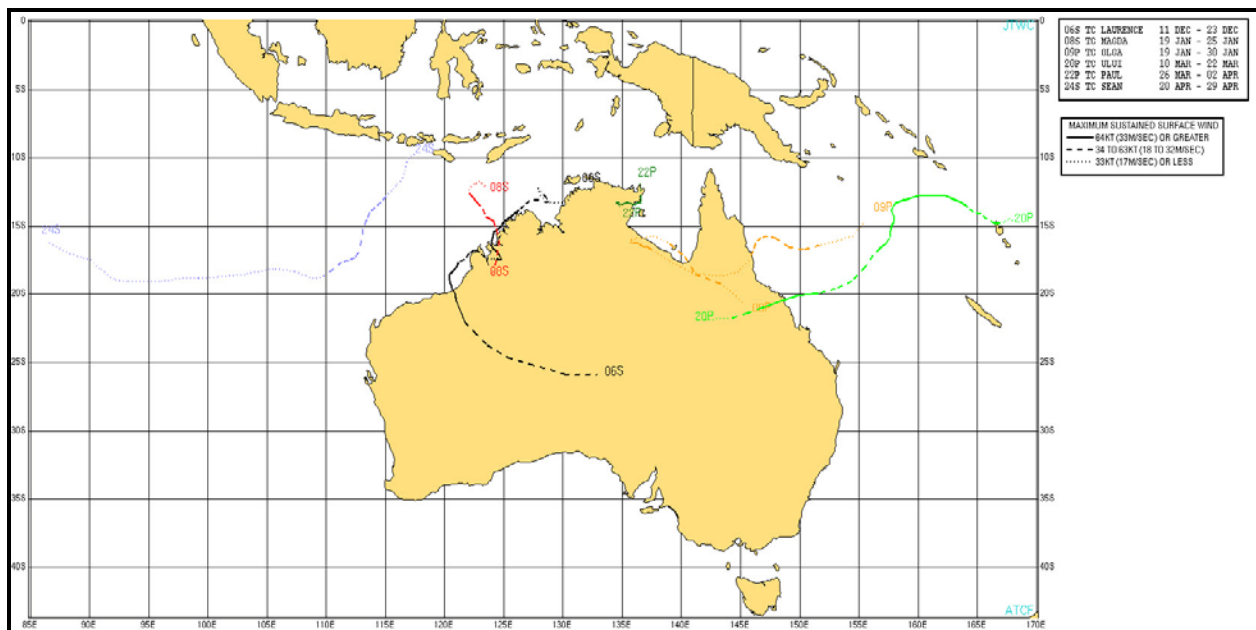 JTWC
06S TC LAURENCE 11 DEC - 23 DEC
08S TC MAGDA 19 JAN - 25 JAN
09P TC OLGA 19 JAN - 30 JAN
20P TC ULUI 10 MAR - 22 MAR
22P TC PAUL 26 MAR - 02 APR
24S TC SEAN 20 APR - 29 APR
MAXIMUM SUSTAINED SURFACE WIND
64KT (33M/SEC) OR GREATER
34 TO 63KT (18 TO 32M/SEC)
33KT (17M/SEC) OR LESS
0 0
5S 5S
10S 10S
15S 15S
20S 20S
25S 25S
30S 30S
35S 35S
40S 40S
24S
22P
06S
08S
22P
09P
20P
24S
08S
09P
20P
06S
ATCF
85E 90E 95E 100E 105E 110E 115E 120E 125E 130E 135E 140E 145E 150E 155E 160E 165E 170E